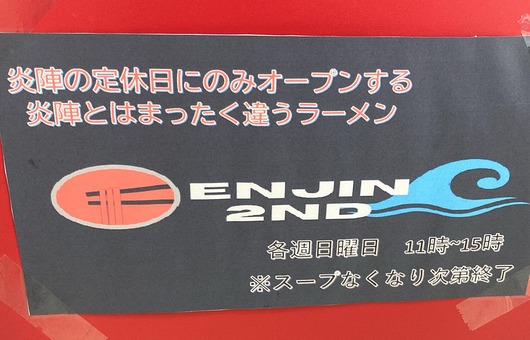 炎陣の定休日にのみオープンする
炎陣とはまったく違うラーメン
ENJIN
2ND
各週日曜日 11時~15時
※スープなくなり次第終了